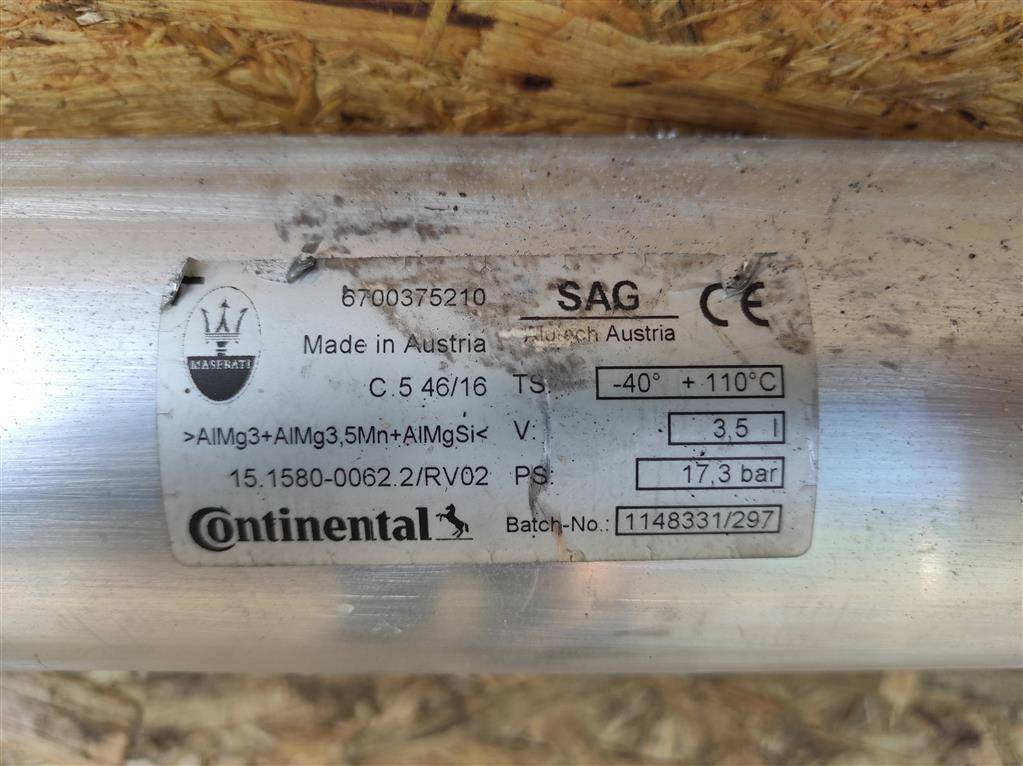 6700375210
SAG
CE
MASERATI
Made in Austria
Alutech Austria
C.5 46/16
TS: -40° + 110°C
>AlMg3+AlMg3,5Mn+AlMgSi<
V: 3,5 l
15.1580-0062.2/RV02
PS: 17,3 bar
Continental
Batch-No.: 1148331/297